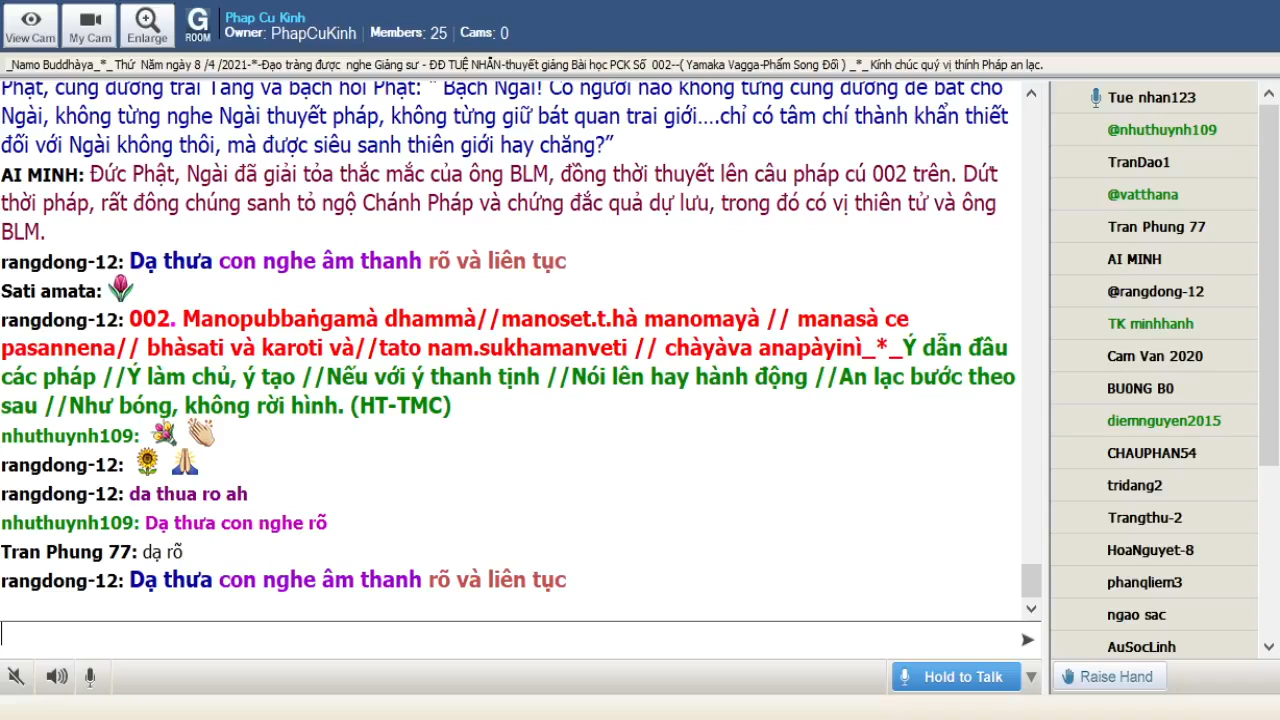 View Cam
My Cam
Enlarge
G
ROOM
Phap Cu Kinh
Owner: PhapCuKinh | Members: 25 | Cams: 0
_Namo Buddhàya_*_ Thứ Năm ngày 8 /4 /2021-*-Đạo tràng được nghe Giảng sư - ĐĐ TUỆ NHẪN-thuyết giảng Bài học PCK Số 002--( Yamaka Vagga-Phẩm Song Đối ) _*_ Kính chúc quý vị thính Pháp an lạc.
Phật, cúng dường trai Tăng và bạch hỏi Phật: " Bạch Ngài! Có người nào không từng cúng dường để bát cho
Ngài, không từng nghe Ngài thuyết pháp, không từng giữ bát quan trai giới....chỉ có tâm chí thành khẩn thiết
đối với Ngài không thôi, mà được siêu sanh thiên giới hay chăng?”
AI MINH: Đức Phật, Ngài đã giải tỏa thắc mắc của ông BLM, đồng thời thuyết lên câu pháp cú 002 trên. Dứt
thời pháp, rất đông chúng sanh tỏ ngộ Chánh Pháp và chứng đắc quả dự lưu, trong đó có vị thiên tử và ông
BLM.
rangdong-12: Dạ thưa con nghe âm thanh rõ và liên tục
Sati amata:
rangdong-12: 002. Manopubbaṅgamà dhammà//manoset.t.hà manomayà // manasà ce
pasannena// bhàsati và karoti và//tato nam.sukhamanveti // chàyàva anapàyinì_*_Ý dẫn đầu
các pháp //Ý làm chủ, ý tạo //Nếu với ý thanh tịnh //Nói lên hay hành động //An lạc bước theo
sau //Như bóng, không rời hình. (HT-TMC)
nhuthuynh109:
rangdong-12:
rangdong-12: da thua ro ah
nhuthuynh109: Dạ thưa con nghe rõ
Tran Phung 77: dạ rõ
rangdong-12: Dạ thưa con nghe âm thanh rõ và liên tục
Hold to Talk
Tue nhan123
@nhuthuynh109
TranDao1
@vatthana
Tran Phung 77
AI MINH
@rangdong-12
TK minhhanh
Cam Van 2020
BU0NG B0
diemnguyen2015
CHAUPHAN54
tridang2
Trangthu-2
HoaNguyet-8
phanqliem3
ngao sac
AuSocLinh
Raise Hand